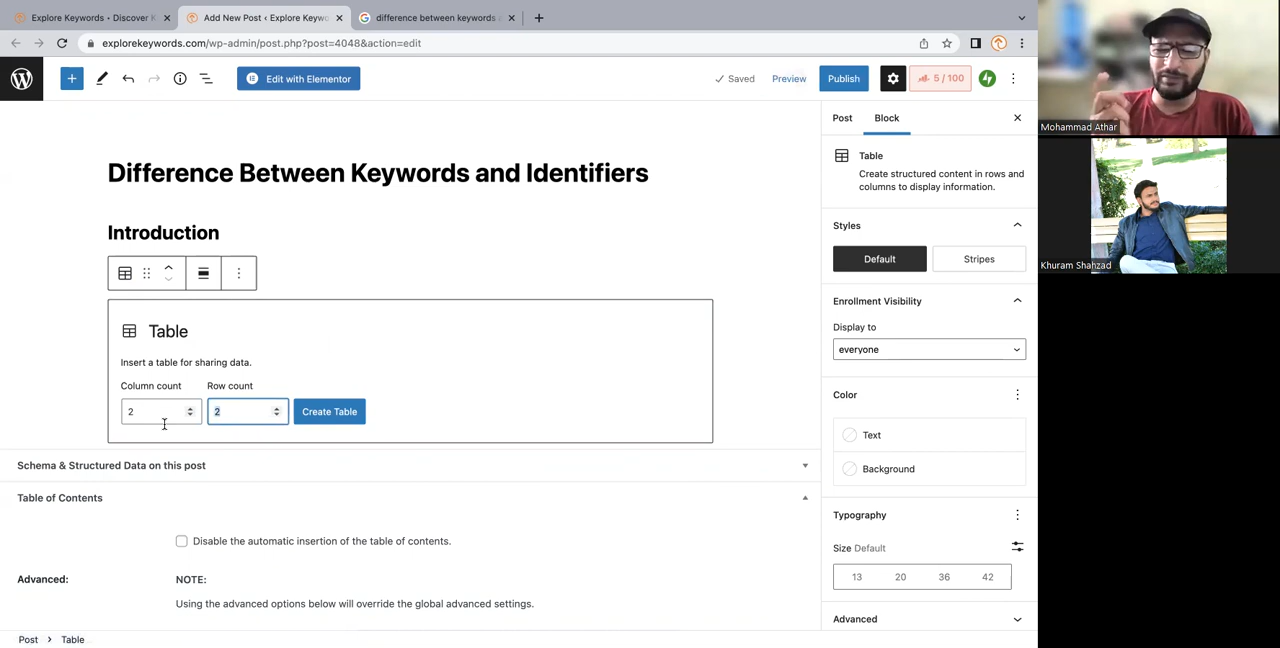 Explore Keywords • Discover K
Add New Post ‹ Explore Keywo
difference between keywords a
explorekeywords.com/wp-admin/post.php?post=4048&action=edit
Edit with Elementor
Saved
Preview
Publish
5 / 100
Post
Block
Difference Between Keywords and Identifiers
Introduction
Table
Insert a table for sharing data.
Column count
Row count
2
2
Create Table
Schema & Structured Data on this post
Table of Contents
Disable the automatic insertion of the table of contents.
Advanced:
NOTE:
Using the advanced options below will override the global advanced settings.
Post
Table
Table
Create structured content in rows and
columns to display information.
Styles
Default
Stripes
Enrollment Visibility
Display to
everyone
Color
Text
Background
Typography
Size Default
13
20
36
42
Advanced
Mohammad Athar
Khuram Shahzad